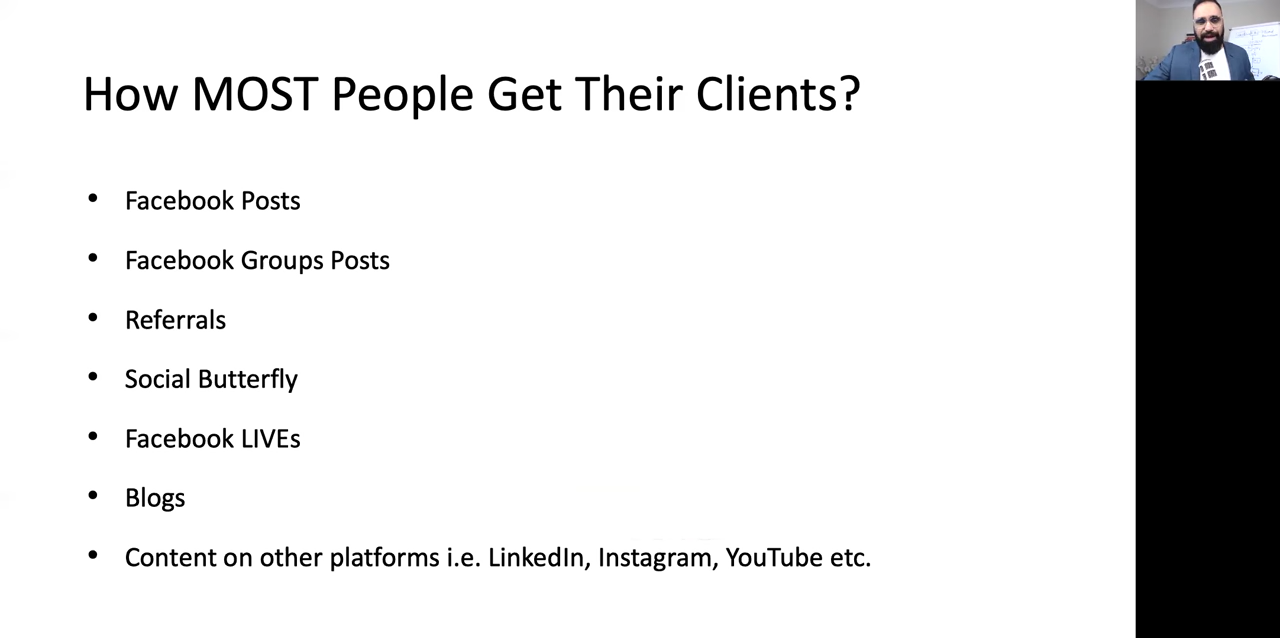 How MOST People Get Their Clients?
• Facebook Posts
• Facebook Groups Posts
• Referrals
• Social Butterfly
• Facebook LIVEs
• Blogs
• Content on other platforms i.e. LinkedIn, Instagram, YouTube etc.